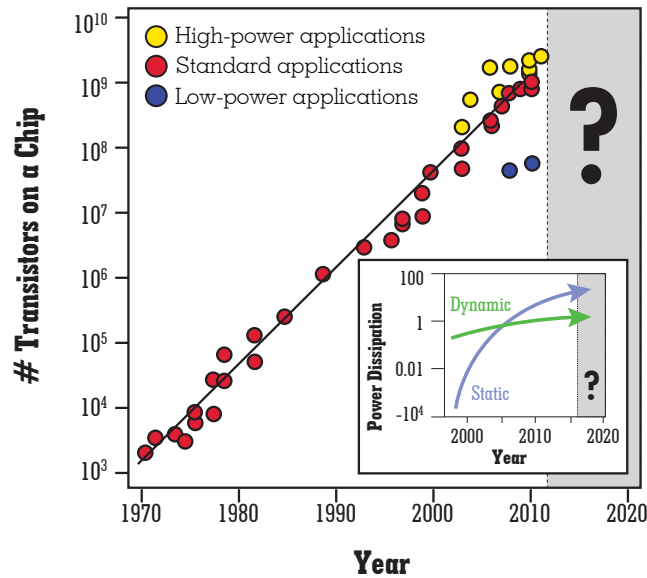 10¹⁰
10⁹
10⁸
10⁷
10⁶
10⁵
10⁴
10³
# Transistors on a Chip
High-power applications
Standard applications
Low-power applications
?
1970
1980
1990
2000
2010
2020
Year
100
1
0.01
-10⁴
Power Dissipation
Dynamic
Static
?
2000
2010
2020
Year